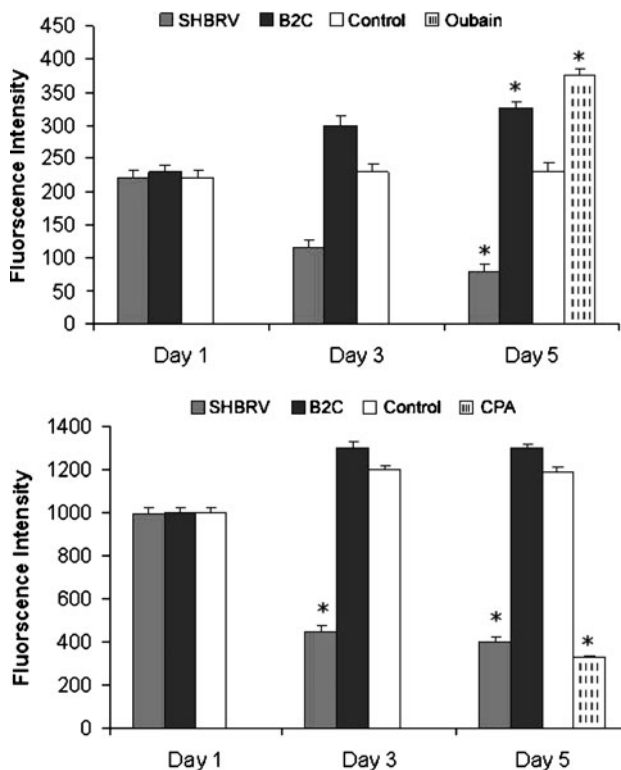 SHBRV B2C Control Oubain
Fluorscence Intensity
450
400
350
300
250
200
150
100
50
0
* * *
Day 1 Day 3 Day 5
SHBRV B2C Control CPA
Fluorescence Intensity
1400
1200
1000
800
600
400
200
0
* * *
Day 1 Day 3 Day 5